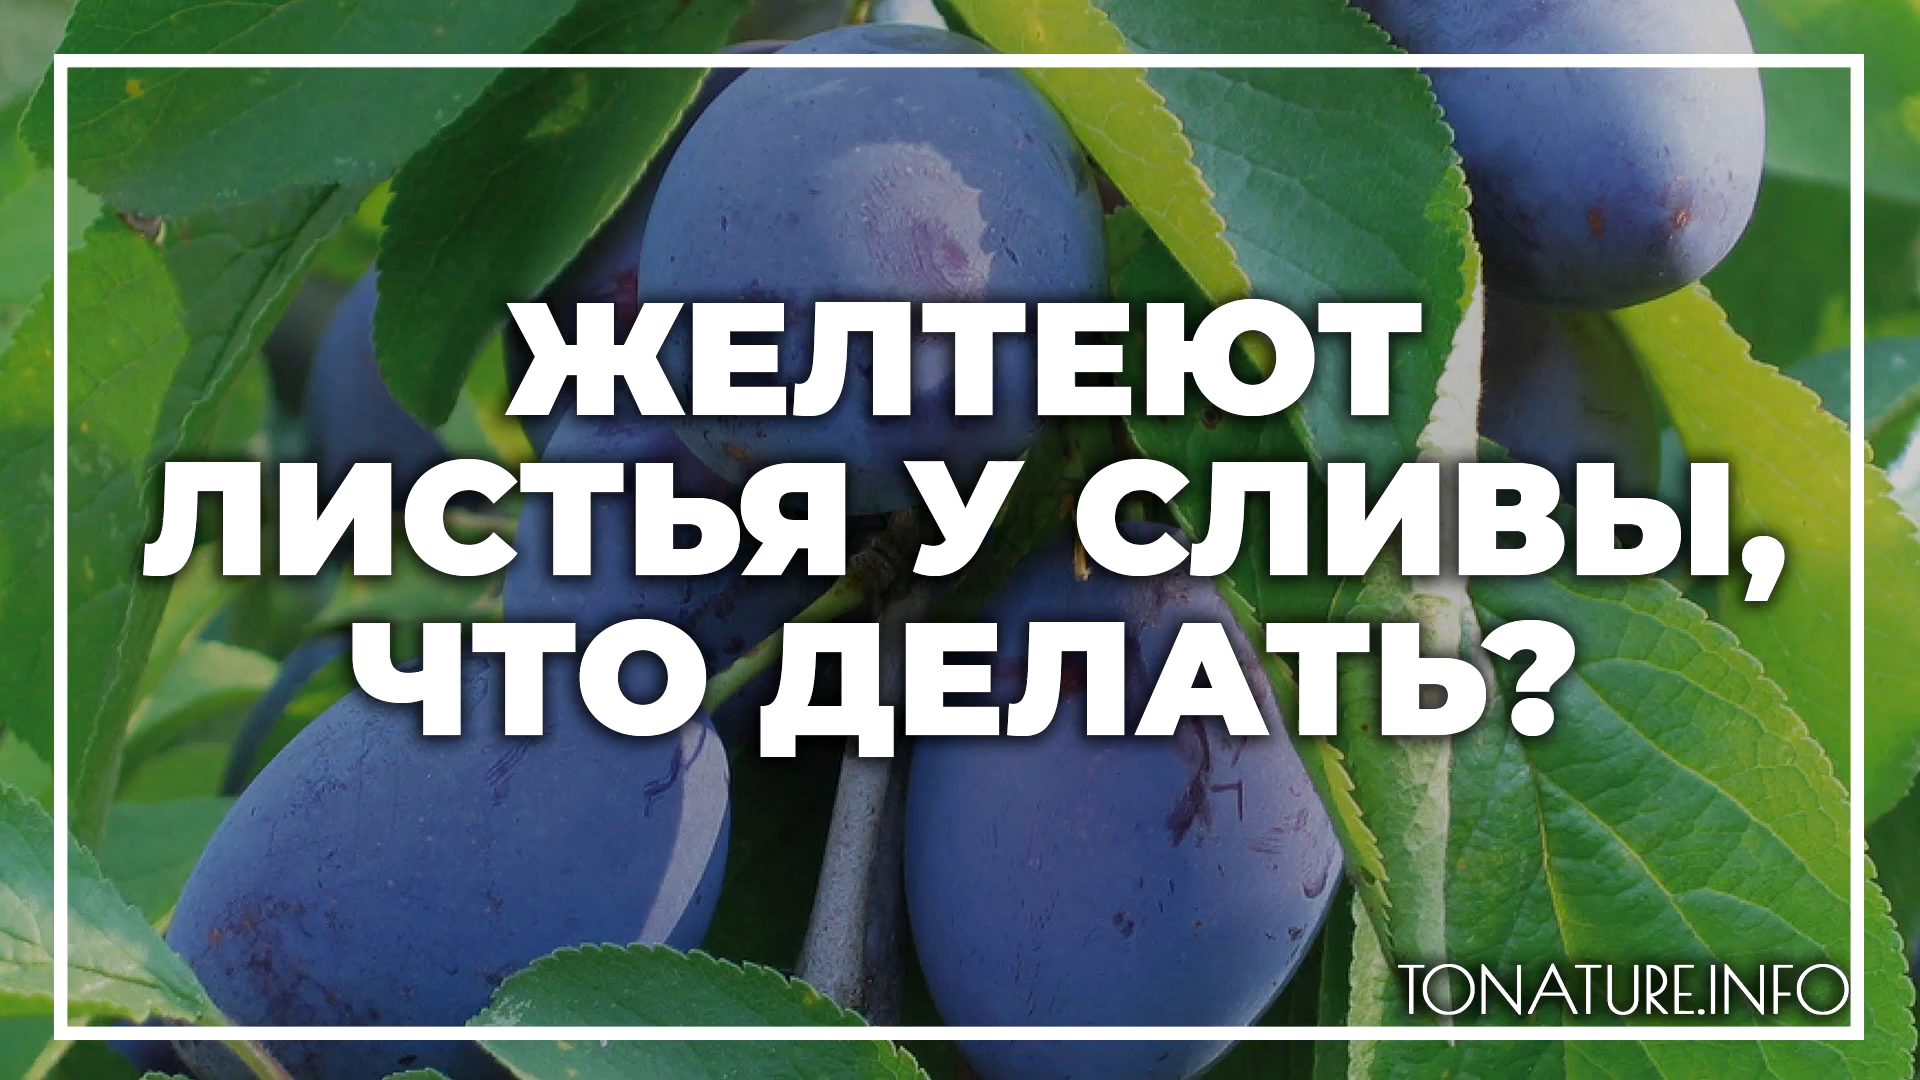 ЖЕЛТЕЮТ
ЛИСТЬЯ У СЛИВЫ,
ЧТО ДЕЛАТЬ?
TONATURE.INFO